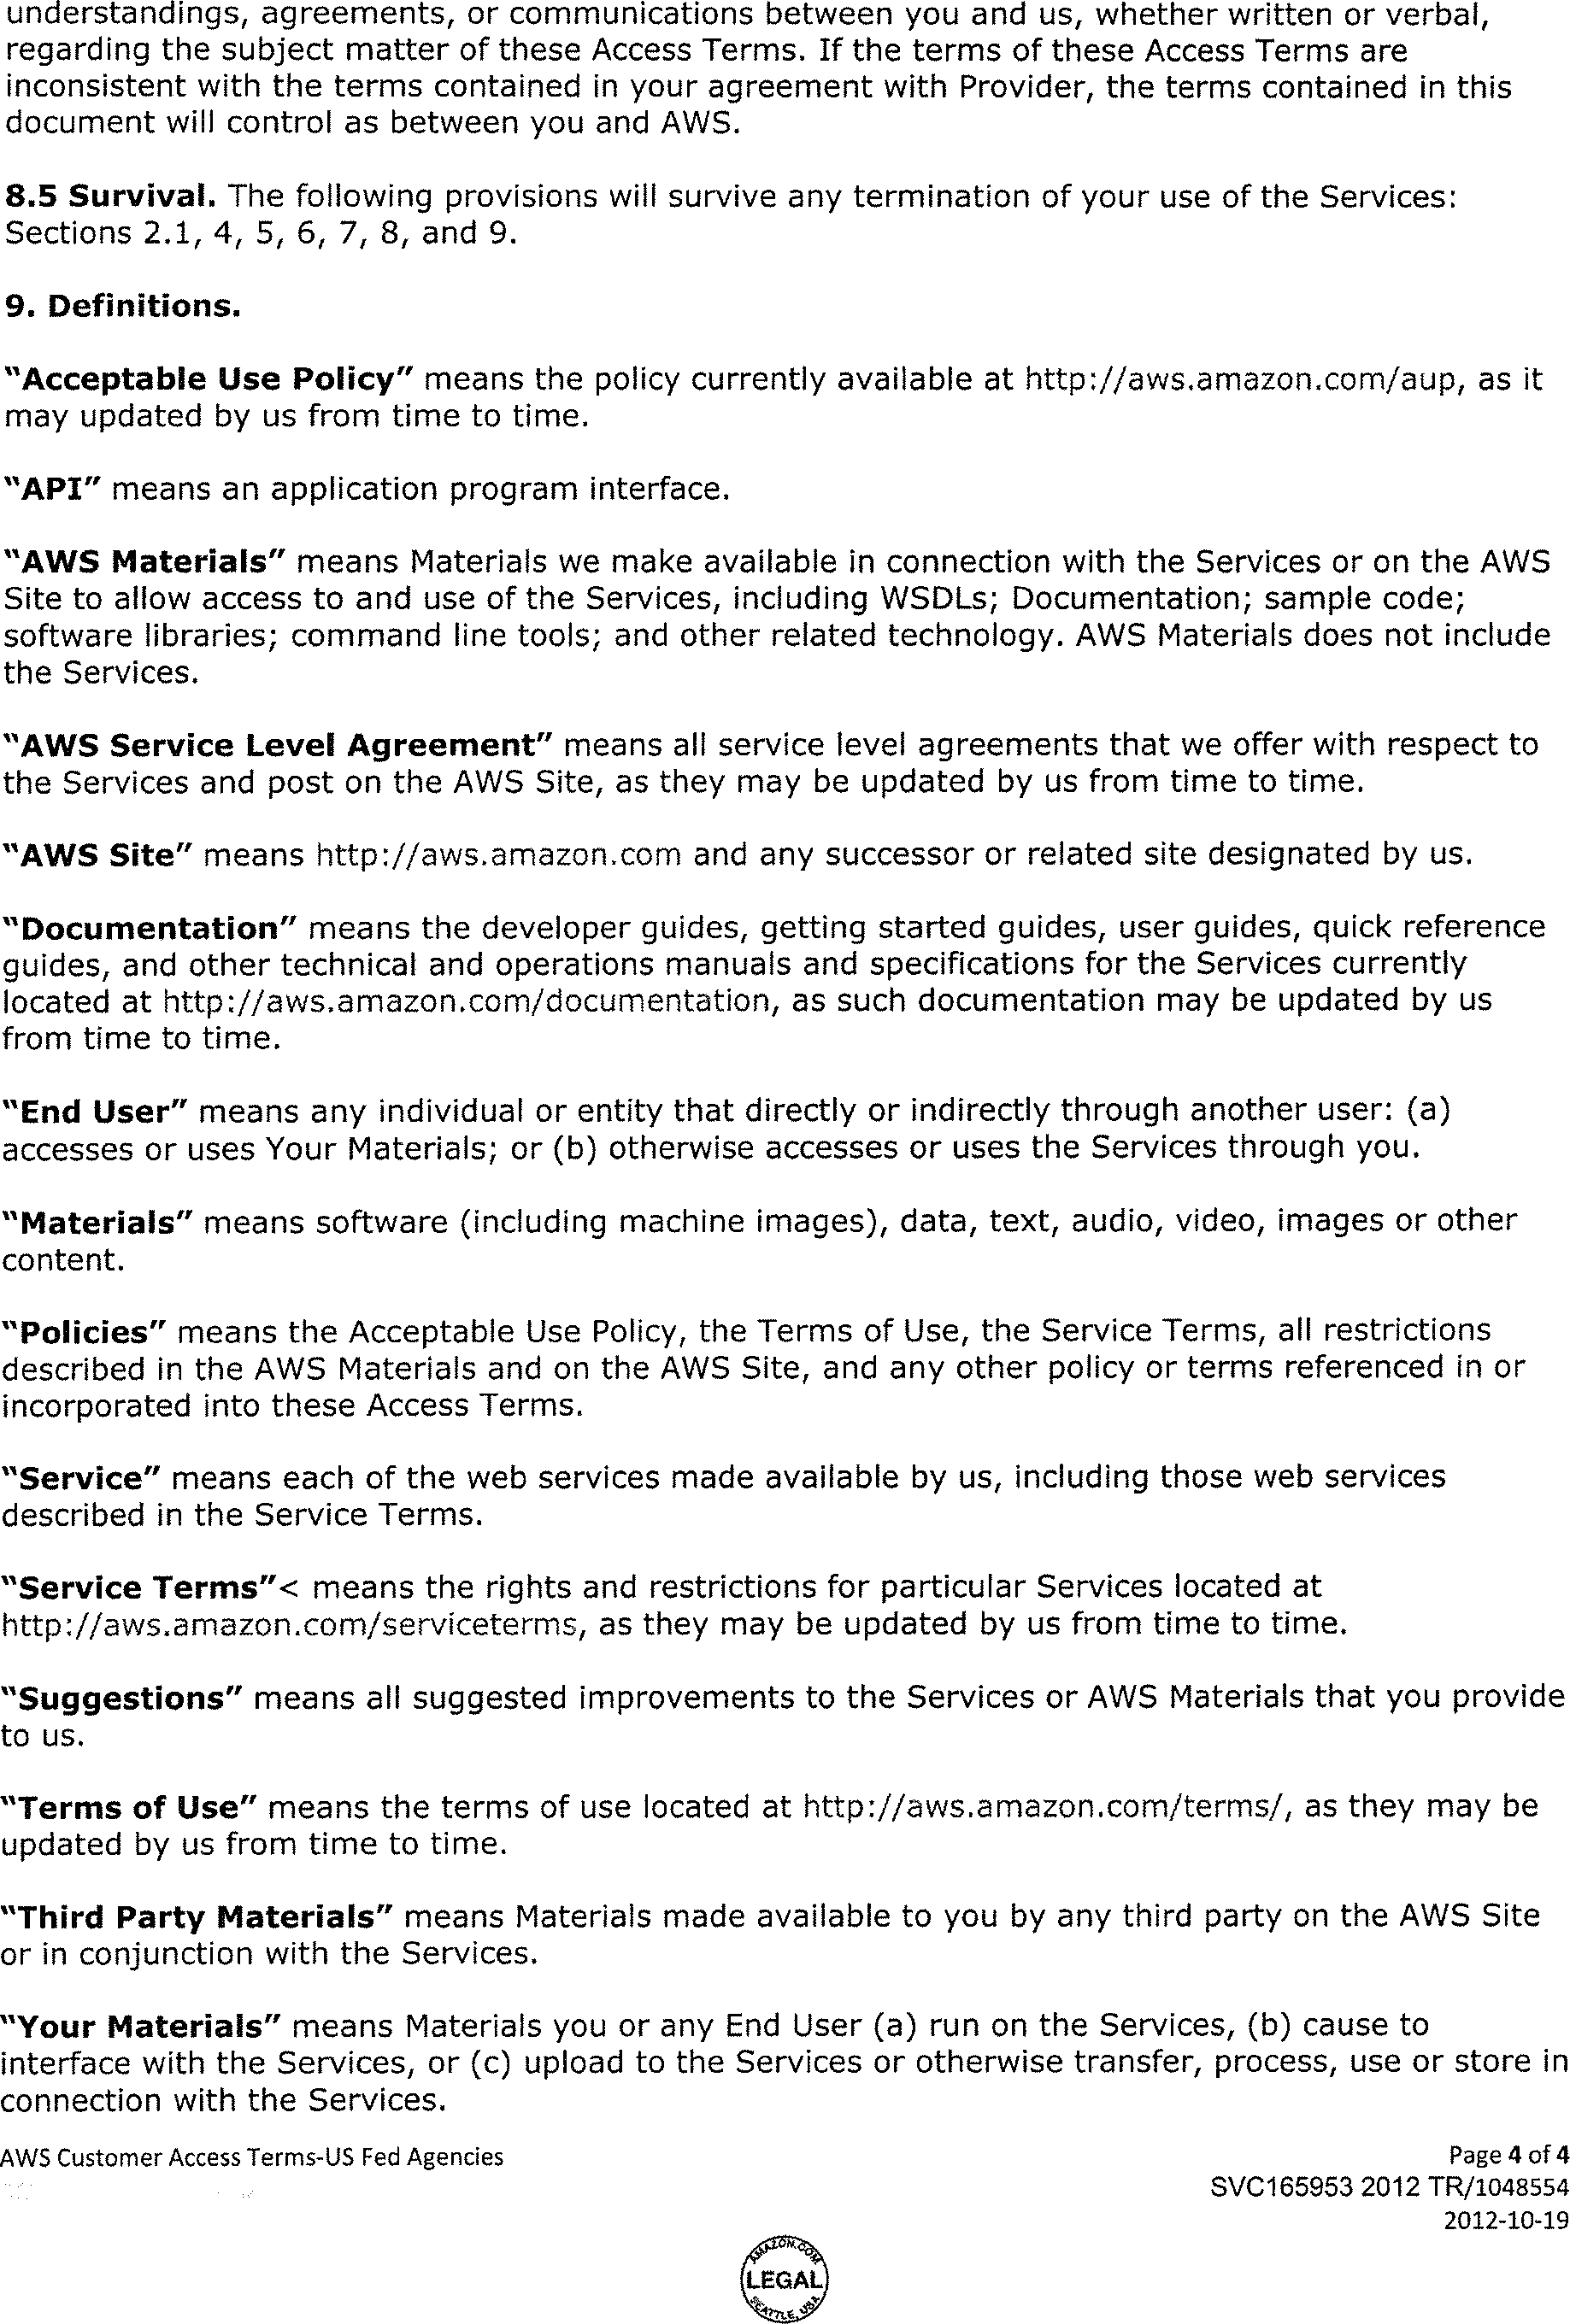 understandings, agreements, or communications between you and us, whether written or verbal,
regarding the subject matter of these Access Terms. If the terms of these Access Terms are
inconsistent with the terms contained in your agreement with Provider, the terms contained in this
document will control as between you and AWS.
8.5 Survival. The following provisions will survive any termination of your use of the Services:
Sections 2.1, 4, 5, 6, 7, 8, and 9.
9. Definitions.
"Acceptable Use Policy" means the policy currently available at http://aws.amazon.com/aup, as it
may updated by us from time to time.
"API" means an application program interface.
"AWS Materials" means Materials we make available in connection with the Services or on the AWS
Site to allow access to and use of the Services, including WSDLs; Documentation; sample code;
software libraries; command line tools; and other related technology. AWS Materials does not include
the Services.
"AWS Service Level Agreement" means all service level agreements that we offer with respect to
the Services and post on the AWS Site, as they may be updated by us from time to time.
"AWS Site" means http://aws.amazon.com and any successor or related site designated by us.
"Documentation" means the developer guides, getting started guides, user guides, quick reference
guides, and other technical and operations manuals and specifications for the Services currently
located at http://aws.amazon.com/documentation, as such documentation may be updated by us
from time to time.
"End User" means any individual or entity that directly or indirectly through another user: (a)
accesses or uses Your Materials; or (b) otherwise accesses or uses the Services through you.
"Materials" means software (including machine images), data, text, audio, video, images or other
content.
"Policies" means the Acceptable Use Policy, the Terms of Use, the Service Terms, all restrictions
described in the AWS Materials and on the AWS Site, and any other policy or terms referenced in or
incorporated into these Access Terms.
"Service" means each of the web services made available by us, including those web services
described in the Service Terms.
"Service Terms"< means the rights and restrictions for particular Services located at
http://aws.amazon.com/serviceterms, as they may be updated by us from time to time.
"Suggestions" means all suggested improvements to the Services or AWS Materials that you provide
to us.
"Terms of Use" means the terms of use located at http://aws.amazon.com/terms/, as they may be
updated by us from time to time.
"Third Party Materials" means Materials made available to you by any third party on the AWS Site
or in conjunction with the Services.
"Your Materials" means Materials you or any End User (a) run on the Services, (b) cause to
interface with the Services, or (c) upload to the Services or otherwise transfer, process, use or store in
connection with the Services.
AWS Customer Access Terms-US Fed Agencies
Page 4 of 4
SVC165953 2012 TR/1048554
2012-10-19
AMAZON.COM
LEGAL
SEATTLE, USA